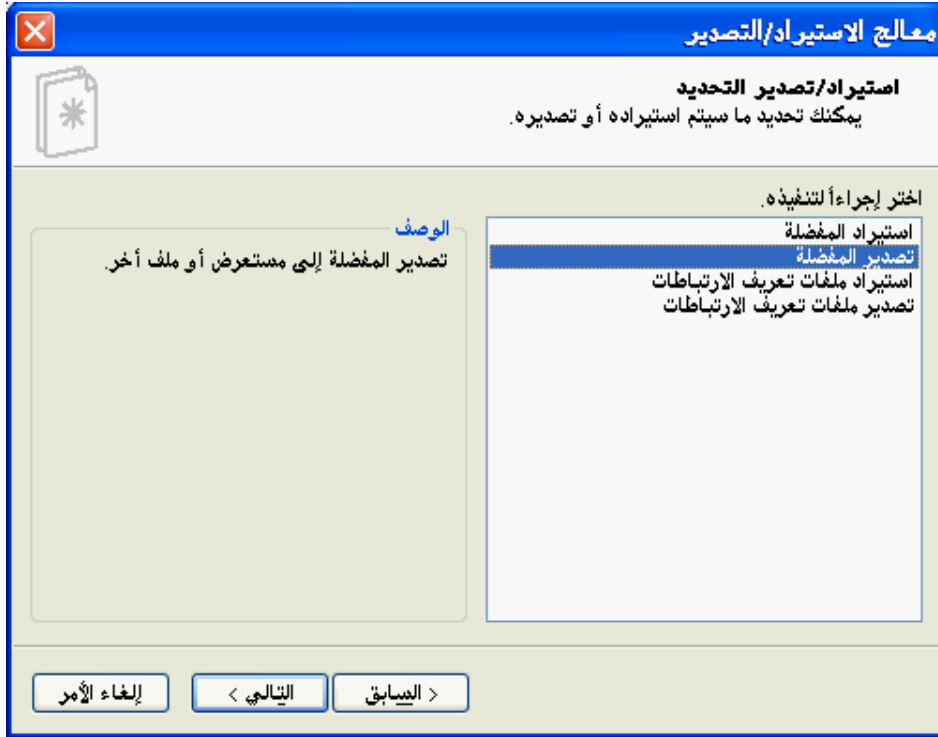 معالج الاستيراد/التصدير
استيراد/تصدير التحديد
يمكنك تحديد ما سيتم استيراده أو تصديره.
اختر إجراءاً لتنفيذه.
استيراد المفضلة
تصدير المفضلة
استيراد ملفات تعريف الارتباطات
تصدير ملفات تعريف الارتباطات
الوصف
تصدير المفضلة إلى مستعرض أو ملف أخر.
< السابق
التالي >
إلغاء الأمر